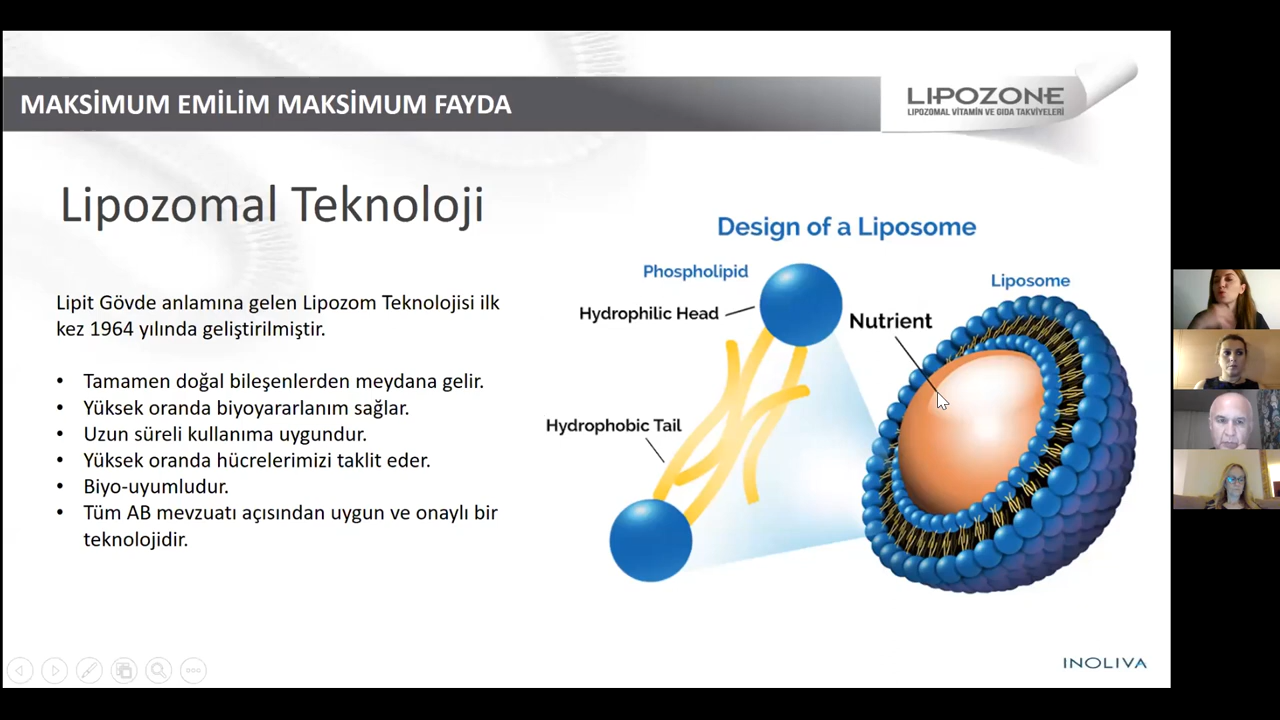 MAKSİMUM EMİLİM MAKSİMUM FAYDA
LIPOZONE
LIPOZOMAL VİTAMİN VE GIDA TAKVİYELERİ
Lipozomal Teknoloji
Lipit Gövde anlamına gelen Lipozom Teknolojisi ilk
kez 1964 yılında geliştirilmiştir.
• Tamamen doğal bileşenlerden meydana gelir.
• Yüksek oranda biyoyararlanım sağlar.
• Uzun süreli kullanıma uygundur.
• Yüksek oranda hücrelerimizi taklit eder.
• Biyo-uyumludur.
• Tüm AB mevzuatı açısından uygun ve onaylı bir
teknolojidir.
Design of a Liposome
Phospholipid
Liposome
Hydrophilic Head
Nutrient
Hydrophobic Tail
INOLIVA